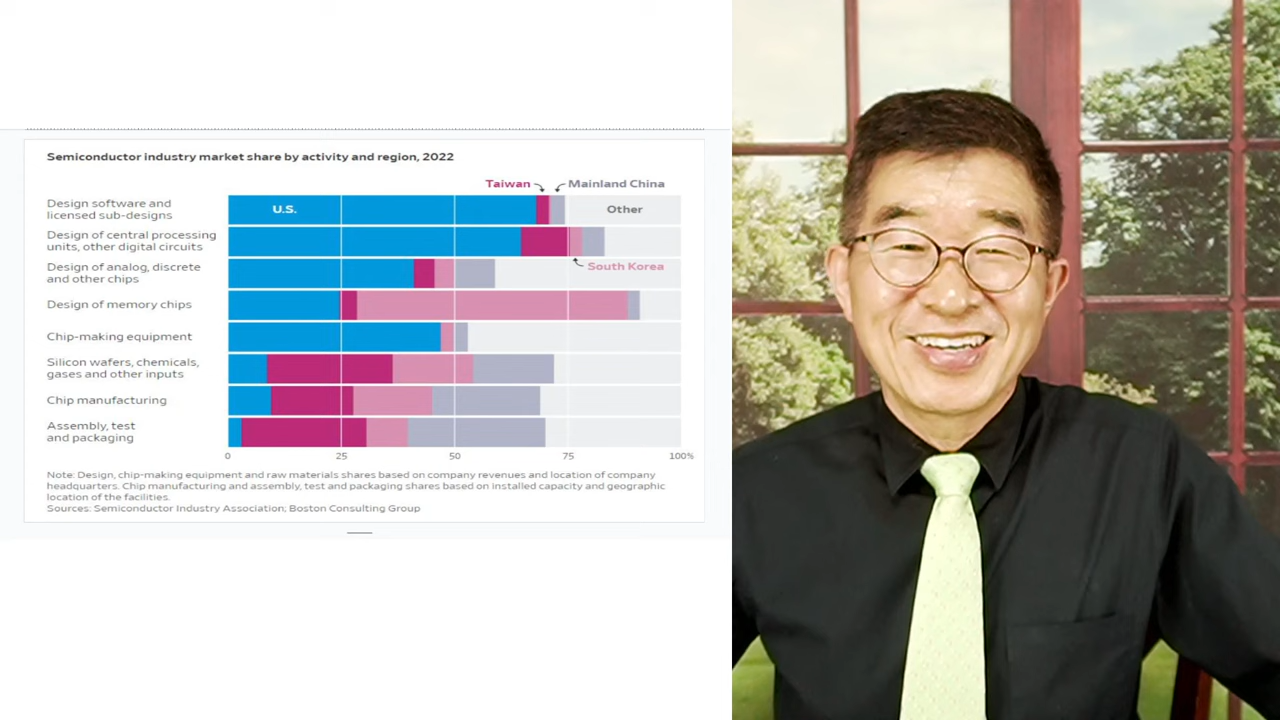 Semiconductor industry market share by activity and region, 2022
Taiwan
Mainland China
Design software and
licensed sub-designs
U.S.
Other
Design of central processing
units, other digital circuits
South Korea
Design of analog, discrete
and other chips
Design of memory chips
Chip-making equipment
Silicon wafers, chemicals,
gases and other inputs
Chip manufacturing
Assembly, test
and packaging
0
25
50
75
100%
Note: Design, chip-making equipment and raw materials shares based on company revenues and location of company
headquarters. Chip manufacturing and assembly, test and packaging shares based on installed capacity and geographic
location of the facilities.
Sources: Semiconductor Industry Association; Boston Consulting Group